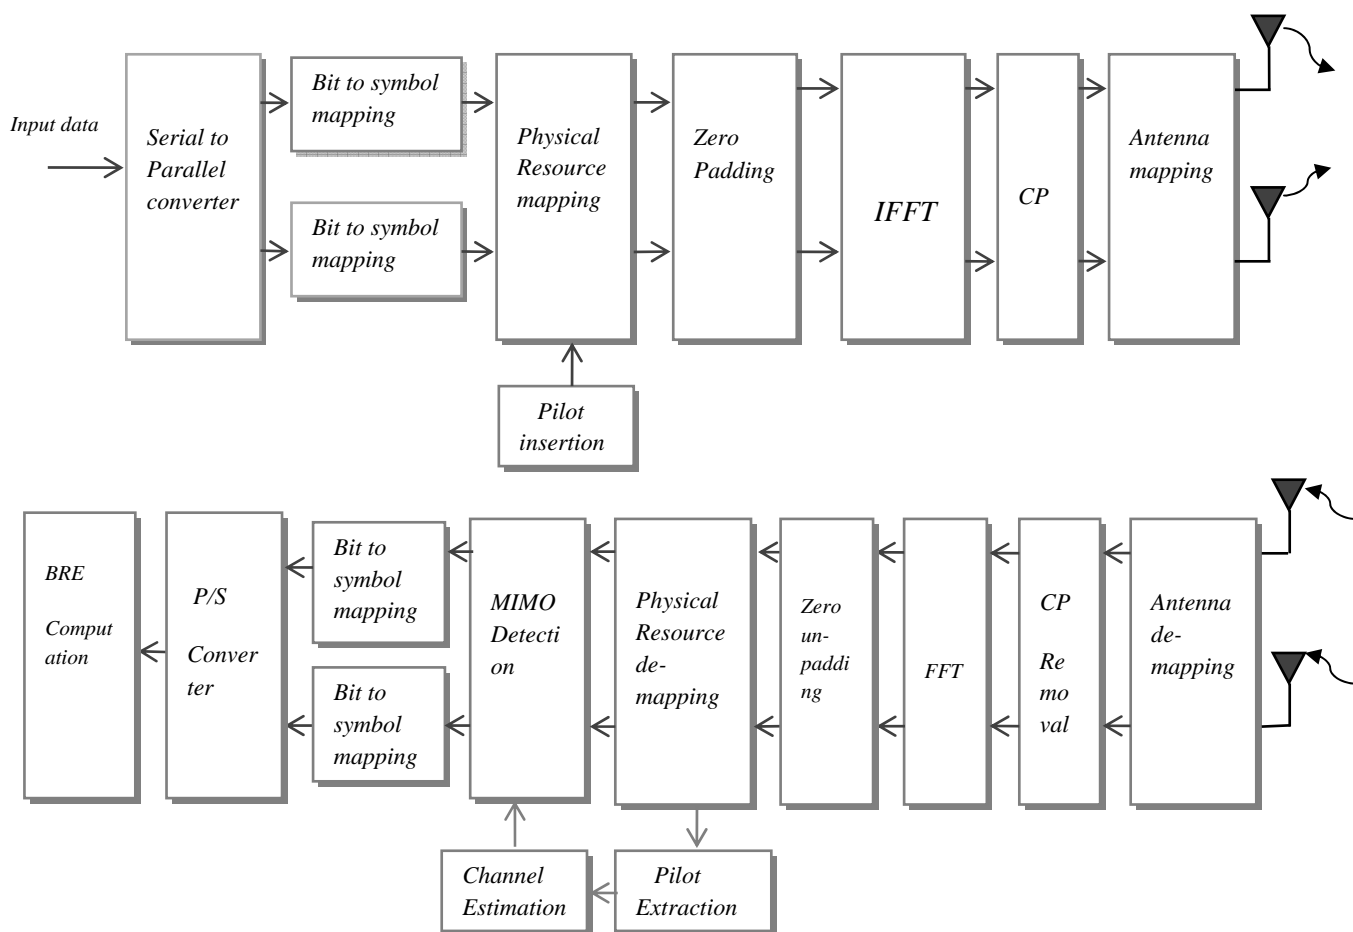 Input data
Serial to
Parallel
converter
Bit to symbol
mapping
Bit to symbol
mapping
Physical
Resource
mapping
Pilot
insertion
Zero
Padding
IFFT
CP
Antenna
mapping
BRE
Comput
ation
P/S
Conver
ter
Bit to
symbol
mapping
Bit to
symbol
mapping
MIMO
Detecti
on
Channel
Estimation
Physical
Resource
de-
mapping
Pilot
Extraction
Zero
un-
paddi
ng
FFT
CP
Re
mo
val
Antenna
de-
mapping